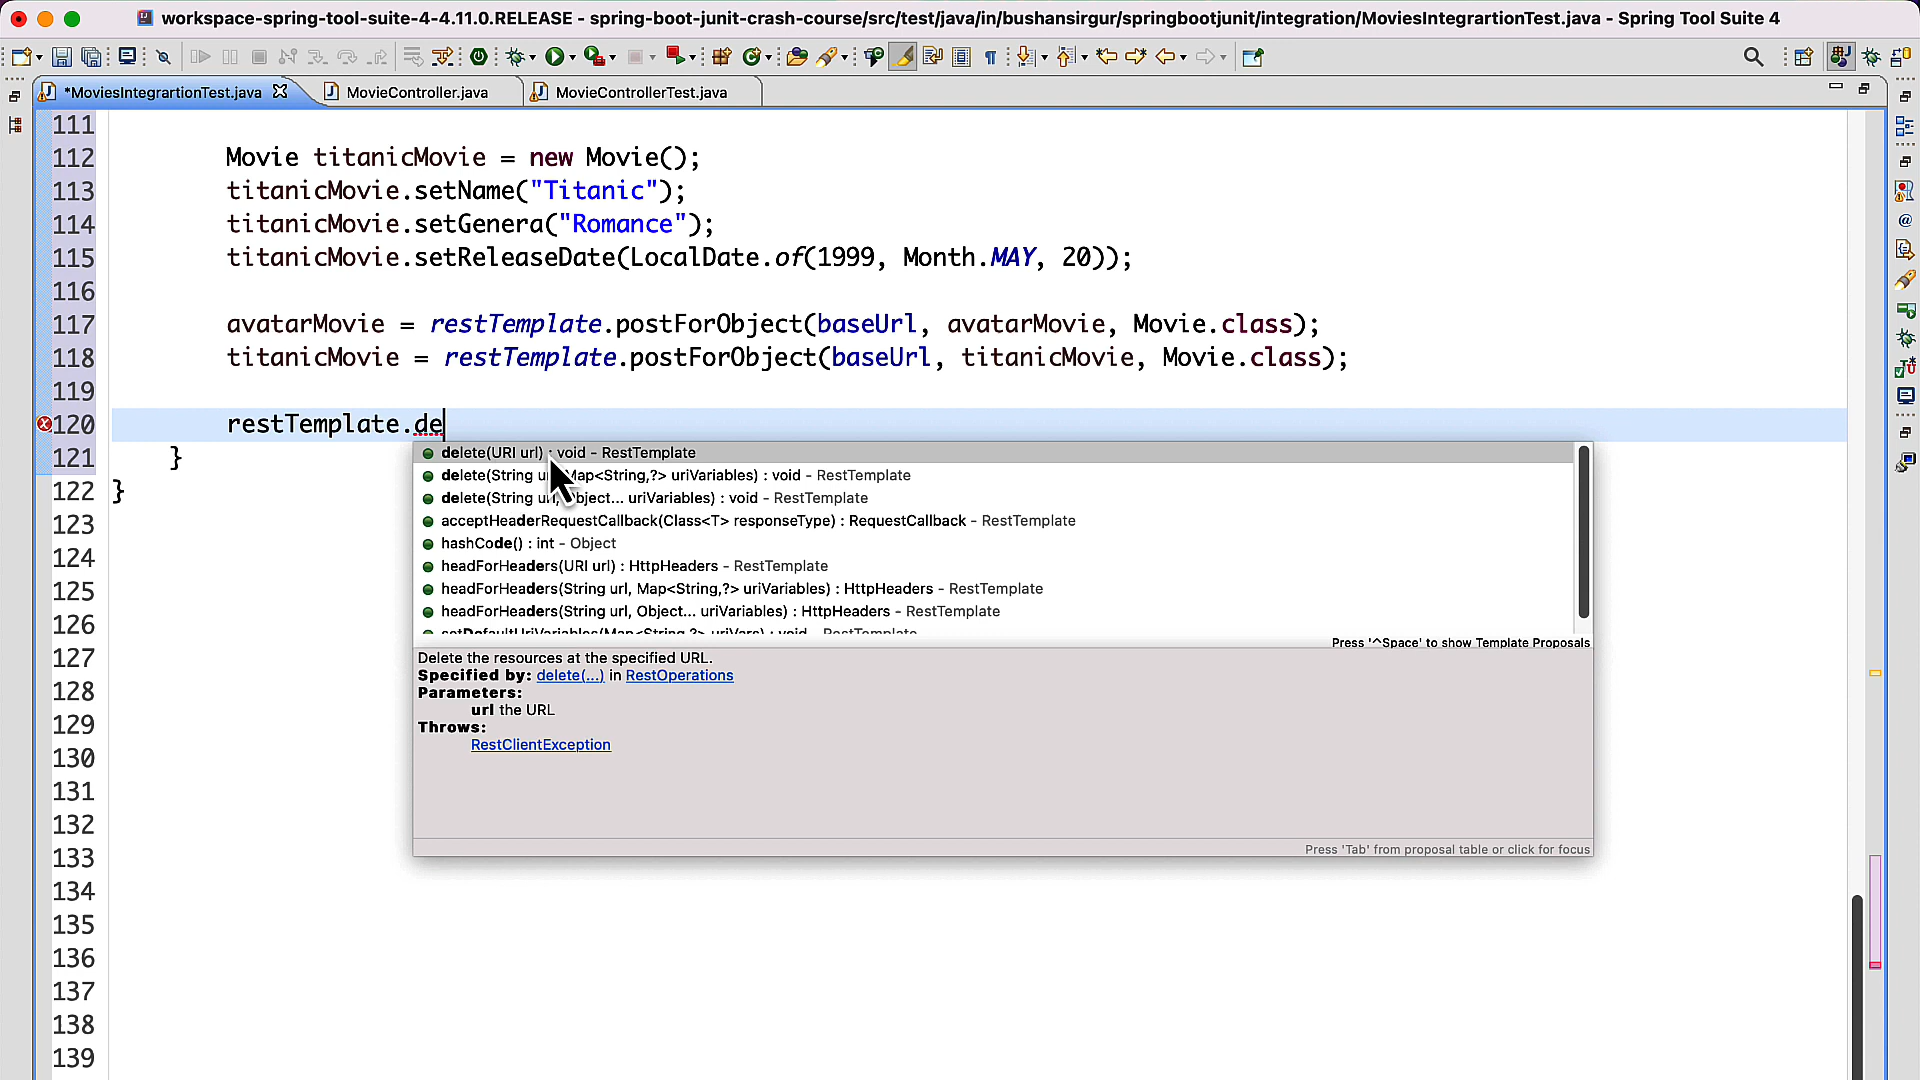 workspace-spring-tool-suite-4-4.11.0.RELEASE - spring-boot-junit-crash-course/src/test/java/in/bushansirgur/springbootjunit/integration/MoviesIntegrartionTest.java - Spring Tool Suite 4
*MoviesIntegrartionTest.java MovieController.java MovieControllerTest.java
111
112 Movie titanicMovie = new Movie();
113 titanicMovie.setName("Titanic");
114 titanicMovie.setGenera("Romance");
115 titanicMovie.setReleaseDate(LocalDate.of(1999, Month.MAY, 20));
116
117 avatarMovie = restTemplate.postForObject(baseUrl, avatarMovie, Movie.class);
118 titanicMovie = restTemplate.postForObject(baseUrl, titanicMovie, Movie.class);
119
120 restTemplate.de
121 }
122 }
123
124
125
126
127
128
129
130
131
132
133
134
135
136
137
138
139
delete(URI url) : void - RestTemplate
delete(String Map<String,?> uriVariables) : void - RestTemplate
delete(String Object... uriVariables) : void - RestTemplate
acceptHeaderRequestCallback(Class<T> responseType) : RequestCallback - RestTemplate
hashCode() : int - Object
headForHeaders(URI url) : HttpHeaders - RestTemplate
headForHeaders(String url, Map<String,?> uriVariables) : HttpHeaders - RestTemplate
headForHeaders(String url, Object... uriVariables) : HttpHeaders - RestTemplate
setDefaultUriVariables(Map<String,?> uriVars) : void - RestTemplate
Press '^Space' to show Template Proposals
Delete the resources at the specified URL.
Specified by: delete(...) in RestOperations
Parameters:
url the URL
Throws:
RestClientException
Press 'Tab' from proposal table or click for focus